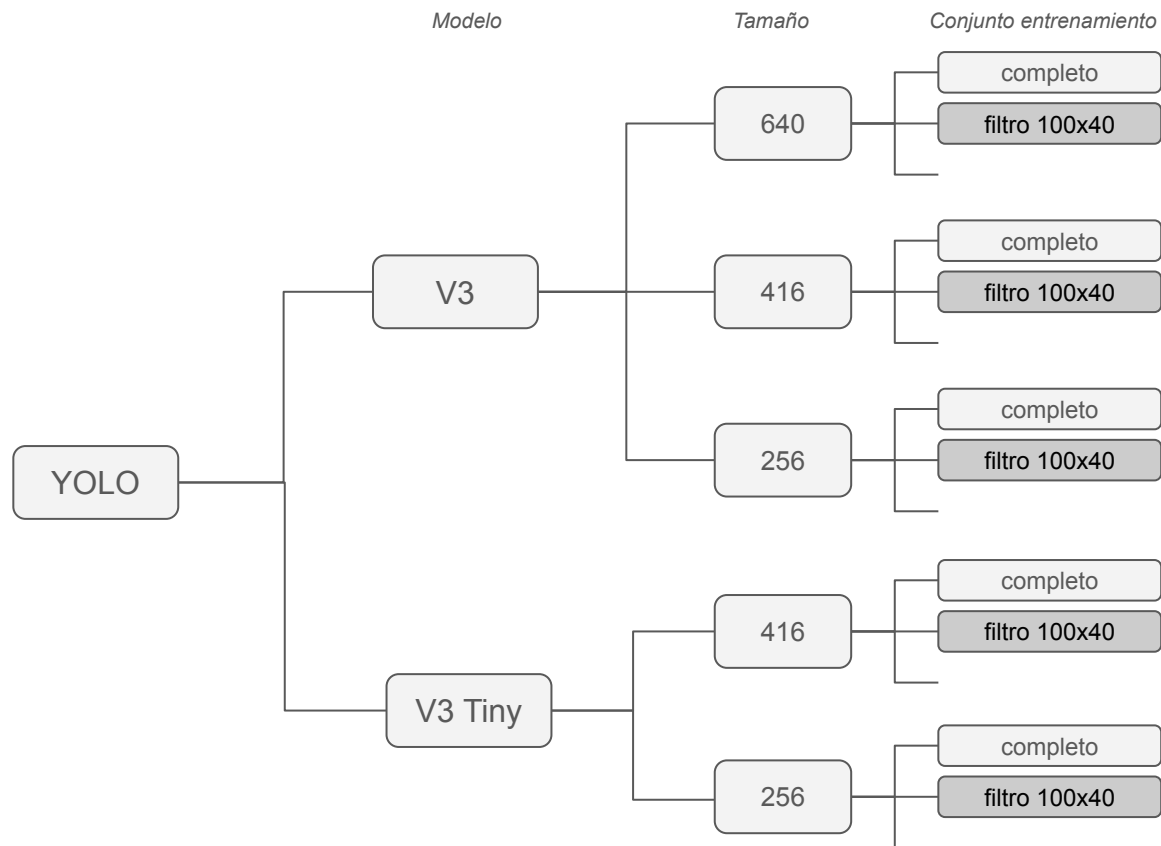 Modelo
Tamaño
Conjunto entrenamiento
completo
640
filtro 100x40
completo
V3
416
filtro 100x40
completo
256
filtro 100x40
YOLO
completo
416
filtro 100x40
V3 Tiny
completo
256
filtro 100x40